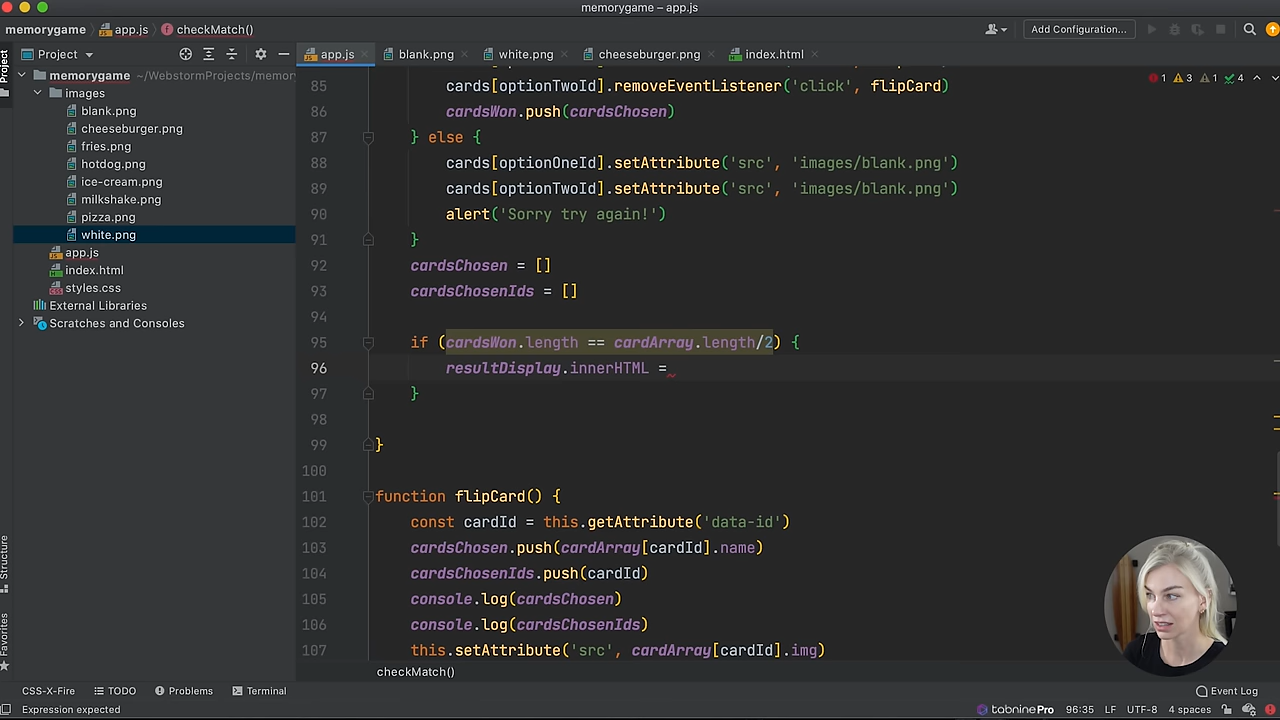 memorygame – app.js
memorygame app.js checkMatch()
Add Configuration...
Project
Project
app.js blank.png white.png cheeseburger.png index.html
memorygame ~/WebstormProjects/memory
images
blank.png
cheeseburger.png
fries.png
hotdog.png
ice-cream.png
milkshake.png
pizza.png
white.png
app.js
index.html
styles.css
External Libraries
Scratches and Consoles
Structure
Favorites
1 3 1 4
85 cards[optionTwoId].removeEventListener('click', flipCard)
86 cardsWon.push(cardsChosen)
87 } else {
88 cards[optionOneId].setAttribute('src', 'images/blank.png')
89 cards[optionTwoId].setAttribute('src', 'images/blank.png')
90 alert('Sorry try again!')
91 }
92 cardsChosen = []
93 cardsChosenIds = []
94
95 if (cardsWon.length == cardArray.length/2) {
96 resultDisplay.innerHTML =
97 }
98
99 }
100
101 function flipCard() {
102 const cardId = this.getAttribute('data-id')
103 cardsChosen.push(cardArray[cardId].name)
104 cardsChosenIds.push(cardId)
105 console.log(cardsChosen)
106 console.log(cardsChosenIds)
107 this.setAttribute('src', cardArray[cardId].img)
checkMatch()
CSS-X-Fire TODO Problems Terminal Event Log
Expression expected tabnine Pro 96:35 LF UTF-8 4 spaces